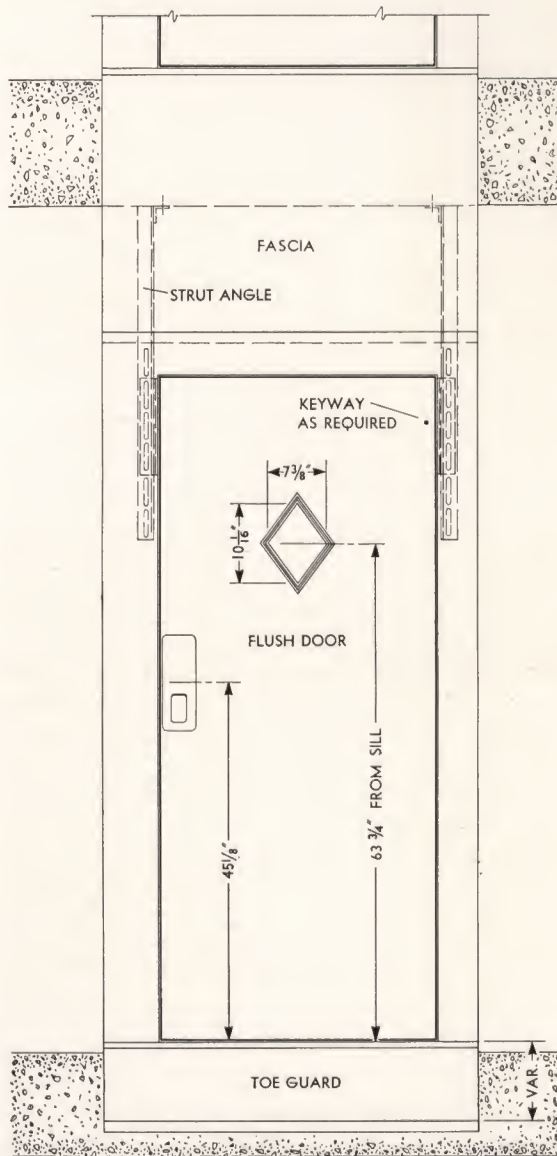 FASCIA
STRUT ANGLE
KEYWAY
AS REQUIRED
7⅜"
10 1/16"
FLUSH DOOR
63 ¾" FROM SILL
45⅛"
TOE GUARD
VAR.